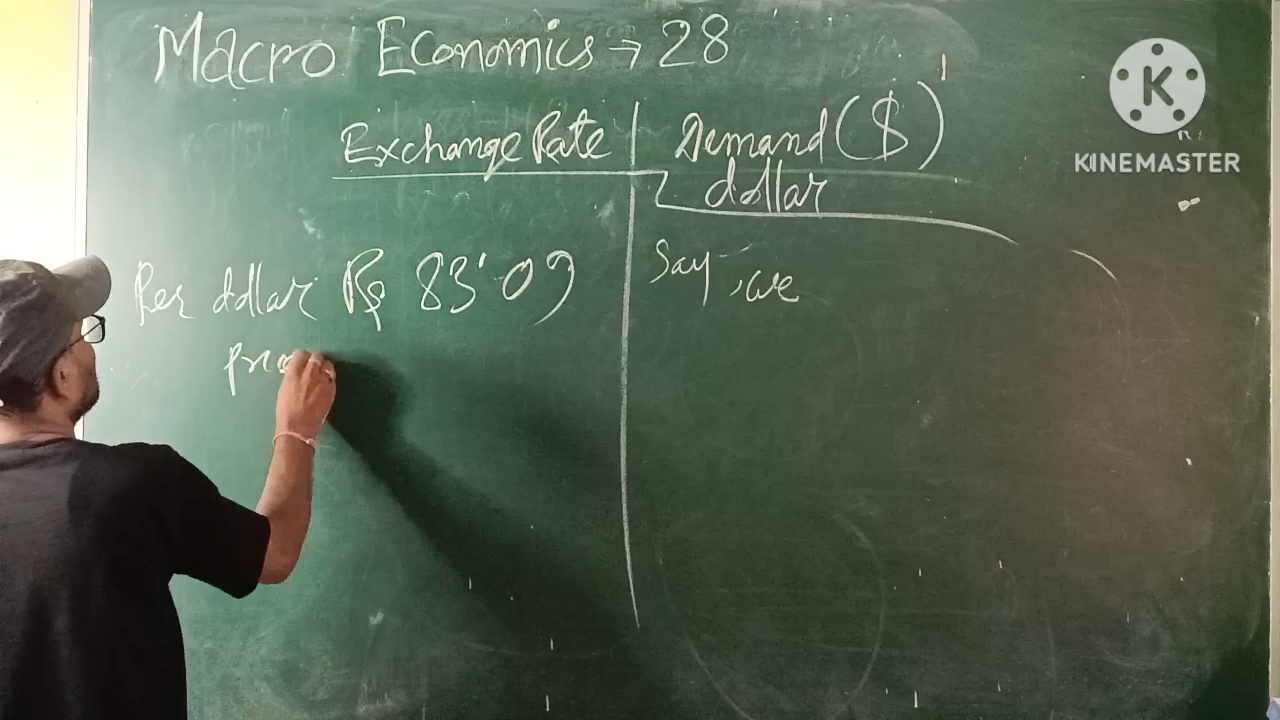 Macro Economics → 28
Exchange Rate | Demand ($)
dollar
Per dollar Rs 83.09
Say, we
KINEMASTER